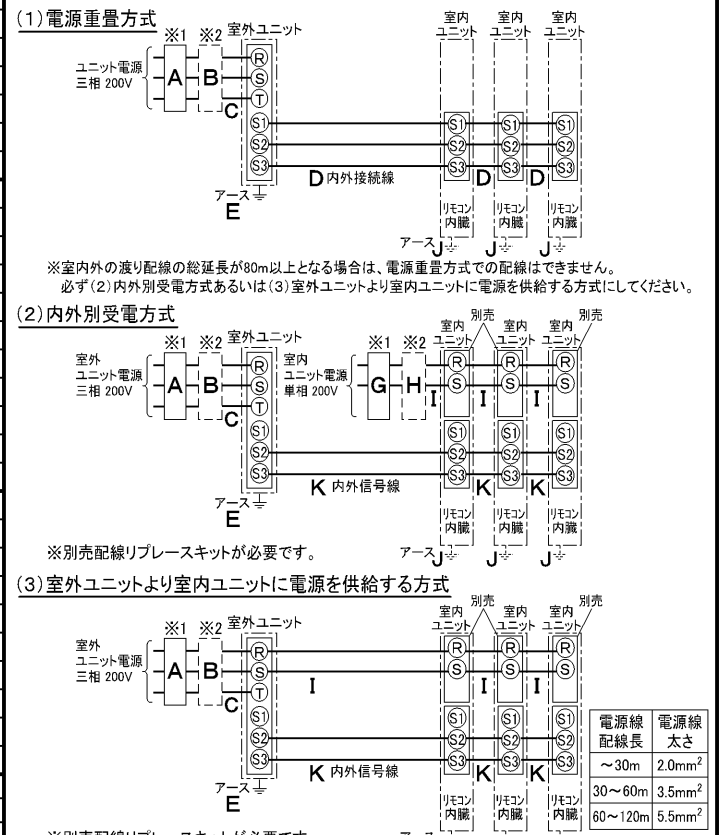 (1)電源重畳方式
※1 ※2 室外ユニット
ユニット電源
三相 200V
A B C
R
S
T
S1
S2
S3
アース
E
D 内外接続線
室内
ユニット
室内
ユニット
室内
ユニット
S1 S1 S1
S2 S2 S2
S3 S3 S3
D D
リモコン
内臓
リモコン
内臓
リモコン
内臓
アース J J J
※室内外の渡り配線の総延長が80m以上となる場合は、電源重畳方式での配線はできません。
必ず(2)内外別受電方式あるいは(3)室外ユニットより室内ユニットに電源を供給する方式にしてください。
(2)内外別受電方式
※1 ※2 室外ユニット
室外
ユニット電源
三相 200V
A B C
R
S
T
S1
S2
S3
アース
E
※1 ※2
室内
ユニット電源
単相 200V
G H
別売 別売
室内
ユニット
室内
ユニット
室内
ユニット
R R R
S S S
I I I
S1 S1 S1
S2 S2 S2
S3 S3 S3
K 内外信号線
K K
リモコン
内臓
リモコン
内臓
リモコン
内臓
アース J J J
※別売配線リプレースキットが必要です。
(3)室外ユニットより室内ユニットに電源を供給する方式
※1 ※2 室外ユニット
室外
ユニット電源
三相 200V
A B C
R
S
T
S1
S2
S3
アース
E
別売 別売
室内
ユニット
室内
ユニット
室内
ユニット
R R R
S S S
I I I
S1 S1 S1
S2 S2 S2
S3 S3 S3
K 内外信号線
K K
リモコン
内臓
リモコン
内臓
リモコン
内臓
電源線
配線長
電源線
太さ
～30m 2.0mm²
30～60m 3.5mm²
60～120m 5.5mm²